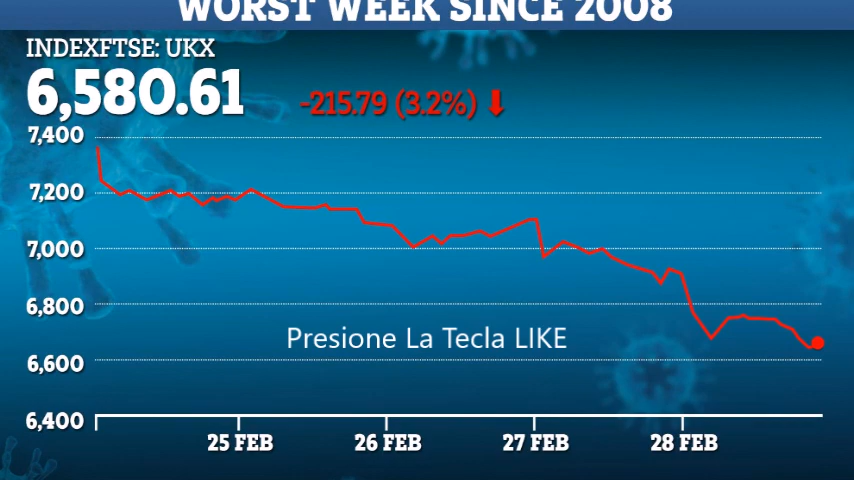 WORST WEEK SINCE 2008
INDEXFTSE: UKX
6,580.61
-215.79 (3.2%)
7,400
7,200
7,000
6,800
Presione La Tecla LIKE
6,600
6,400
25 FEB
26 FEB
27 FEB
28 FEB